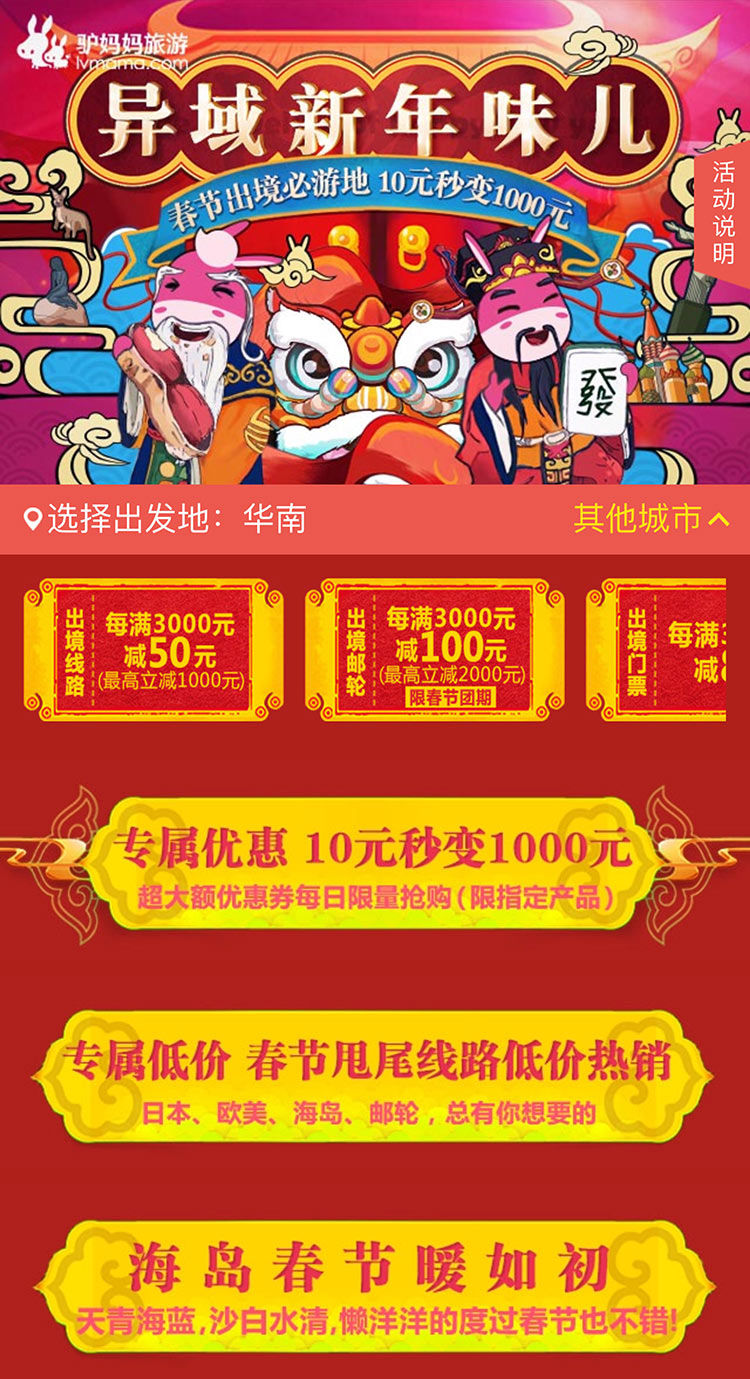 驴妈妈旅游
lvmama.com
异域新年味儿
春节出境必游地 10元秒变1000元
活动说明
發
选择出发地：华南
其他城市
出境线路
每满3000元
减50元
(最高立减1000元)
出境邮轮
每满3000元
减100元
(最高立减2000元)
限春节团期
出境门票
每满
减
专属优惠 10元秒变1000元
超大额优惠券每日限量抢购(限指定产品)
专属低价 春节甩尾线路低价热销
日本、欧美、海岛、邮轮，总有你想要的
海岛春节暖如初
天青海蓝,沙白水清,懒洋洋的度过春节也不错!